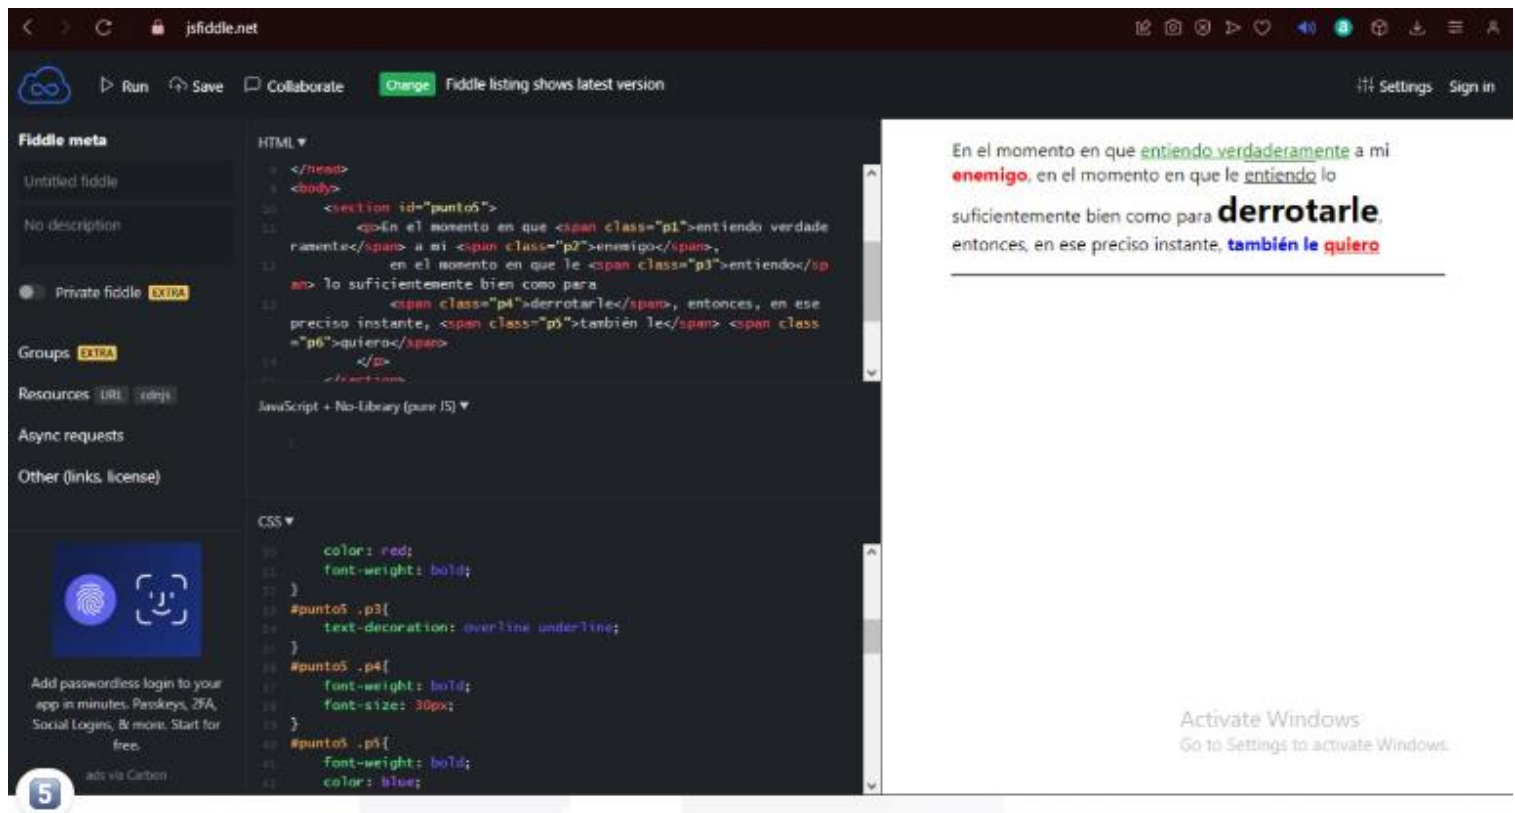 jsfiddle.net
Run Save Collaborate Change Fiddle listing shows latest version Settings Sign in
Fiddle meta
Untitled fiddle
No description
Private fiddle EXTRA
Groups EXTRA
Resources URL cdnjs
Async requests
Other (links, license)
Add passwordless login to your
app in minutes. Passkeys, 2FA,
Social Logins, & more. Start for
free.
ads via Carbon
5
HTML
</head>
<body>
<section id="punto5">
<p>En el momento en que <span class="p1">entiendo verdade
ramente</span> a mi <span class="p2">enemigo</span>,
en el momento en que le <span class="p3">entiendo</sp
an> lo suficientemente bien como para
<span class="p4">derrotarle</span>, entonces, en ese
preciso instante, <span class="p5">también le</span> <span class
="p6">quiero</span>
</p>
</section>
JavaScript + No-Library (pure JS)
1
CSS
color: red;
font-weight: bold;
}
#punto5 .p3{
text-decoration: overline underline;
}
#punto5 .p4{
font-weight: bold;
font-size: 30px;
}
#punto5 .p5{
font-weight: bold;
color: blue;
En el momento en que entiendo verdaderamente a mi
enemigo, en el momento en que le entiendo lo
suficientemente bien como para derrotarle,
entonces, en ese preciso instante, también le quiero
Activate Windows
Go to Settings to activate Windows.